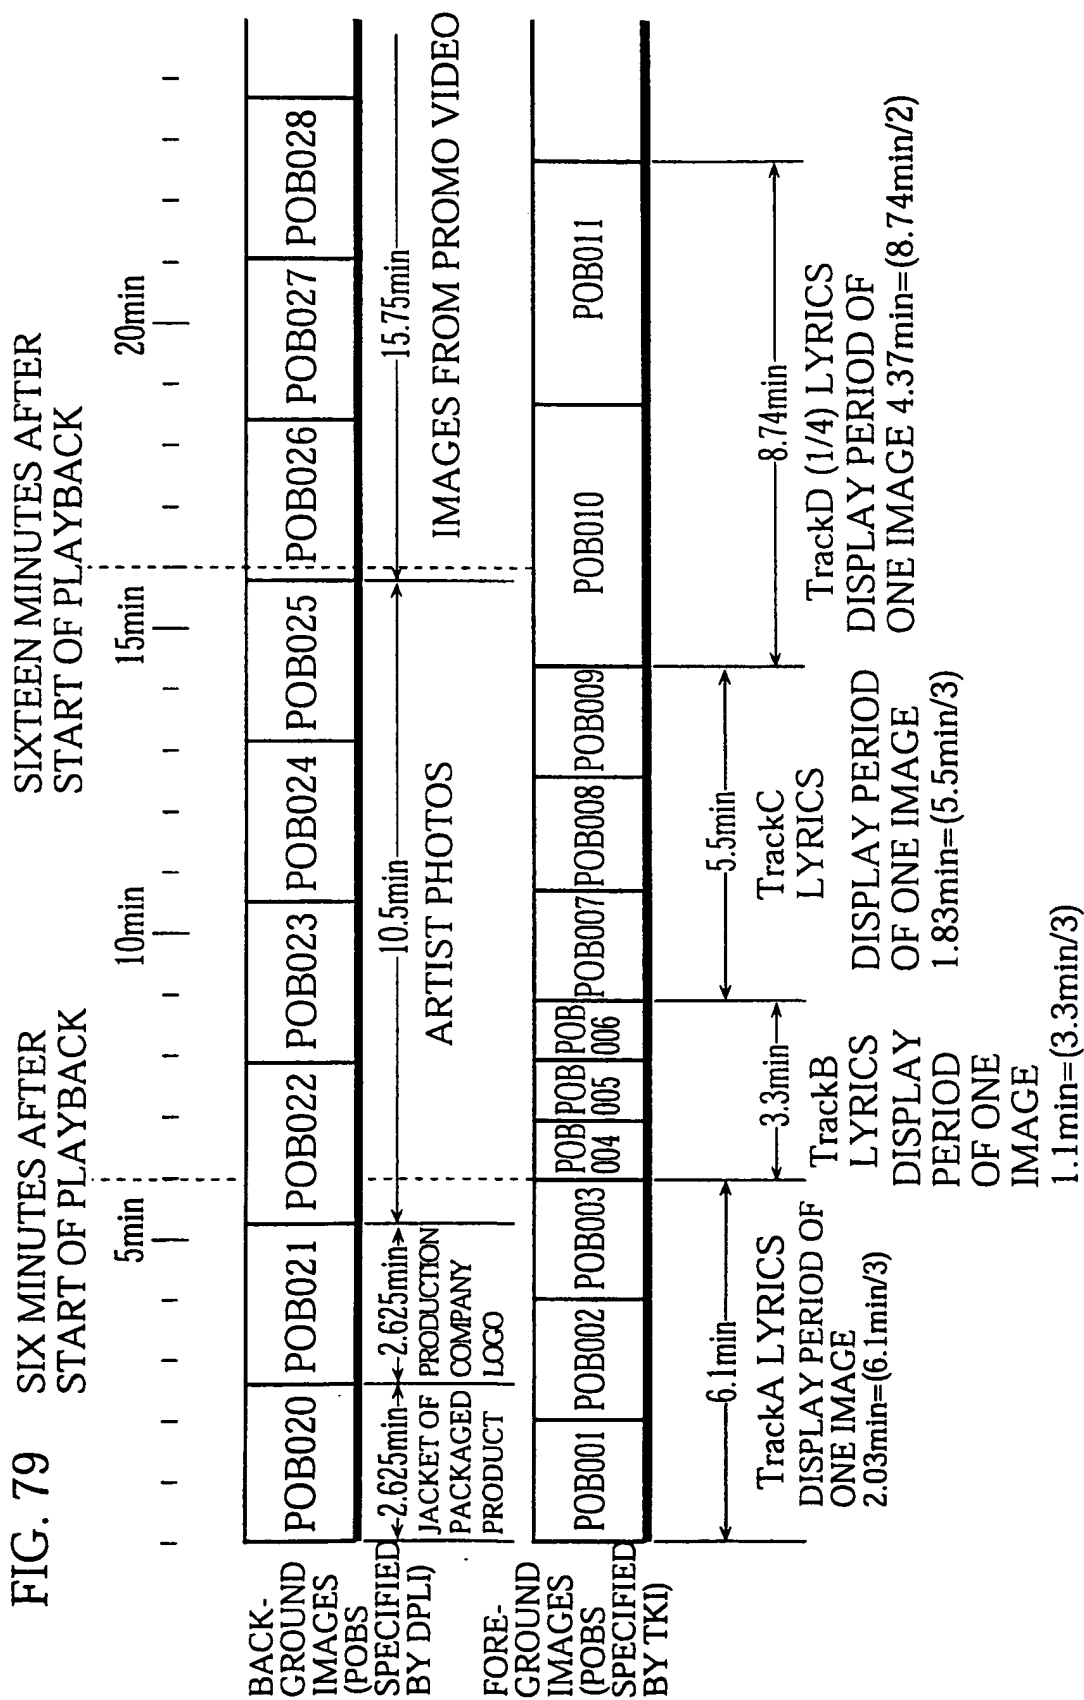 FIG. 79
SIX MINUTES AFTER
START OF PLAYBACK
SIXTEEN MINUTES AFTER
START OF PLAYBACK
5min
10min
15min
20min
BACK-
GROUND
IMAGES
(POBS
SPECIFIED
BY DPLI)
POB020
POB021
POB022
POB023
POB024
POB025
POB026
POB027
POB028
2.625min
JACKET OF
PACKAGED
PRODUCT
2.625min
PRODUCTION
COMPANY
LOGO
10.5min
ARTIST PHOTOS
15.75min
IMAGES FROM PROMO VIDEO
FORE-
GROUND
IMAGES
(POBS
SPECIFIED
BY TKI)
POB001
POB002
POB003
POB
004
POB
005
POB
006
POB007
POB008
POB009
POB010
POB011
6.1min
TrackA LYRICS
DISPLAY PERIOD OF
ONE IMAGE
2.03min=(6.1min/3)
3.3min
TrackB
LYRICS
DISPLAY
PERIOD
OF ONE
IMAGE
1.1min=(3.3min/3)
5.5min
TrackC
LYRICS
DISPLAY PERIOD
OF ONE IMAGE
1.83min=(5.5min/3)
8.74min
TrackD (1/4) LYRICS
DISPLAY PERIOD OF
ONE IMAGE 4.37min=(8.74min/2)